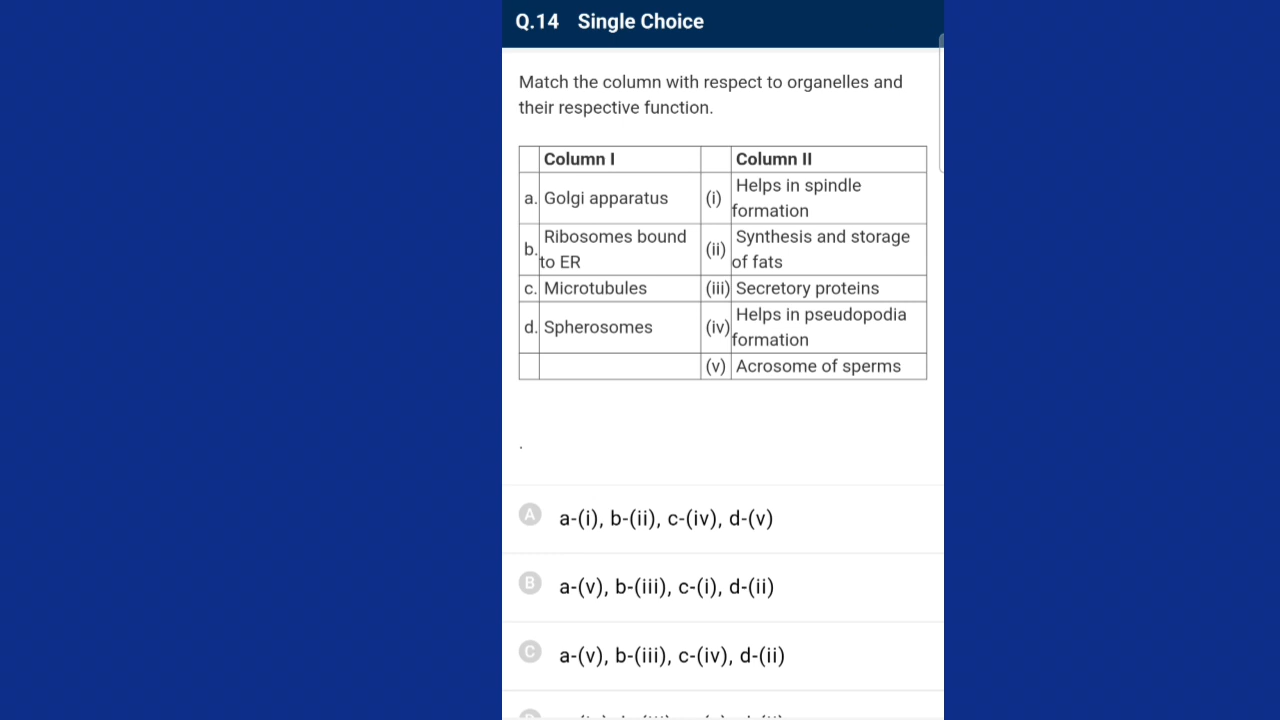 Q.14 Single Choice
Match the column with respect to organelles and
their respective function.
Column I Column II
a. Golgi apparatus (i) Helps in spindle formation
b. Ribosomes bound to ER (ii) Synthesis and storage of fats
c. Microtubules (iii) Secretory proteins
d. Spherosomes (iv) Helps in pseudopodia formation
(v) Acrosome of sperms
.
A a-(i), b-(ii), c-(iv), d-(v)
B a-(v), b-(iii), c-(i), d-(ii)
C a-(v), b-(iii), c-(iv), d-(ii)